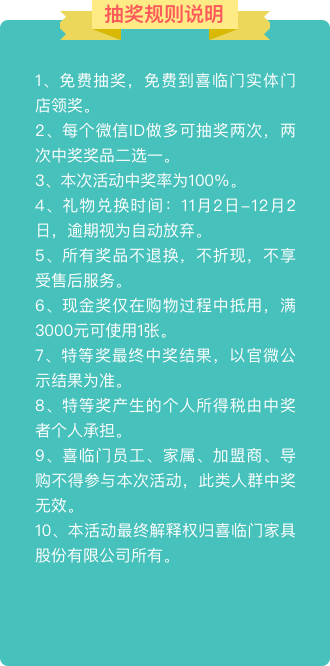 抽奖规则说明
1、免费抽奖，免费到喜临门实体门
店领奖。
2、每个微信ID做多可抽奖两次，两
次中奖奖品二选一。
3、本次活动中奖率为100%。
4、礼物兑换时间：11月2日-12月2
日，逾期视为自动放弃。
5、所有奖品不退换，不折现，不享
受售后服务。
6、现金奖仅在购物过程中抵用，满
3000元可使用1张。
7、特等奖最终中奖结果，以官微公
示结果为准。
8、特等奖产生的个人所得税由中奖
者个人承担。
9、喜临门员工、家属、加盟商、导
购不得参与本次活动，此类人群中奖
无效。
10、本活动最终解释权归喜临门家具
股份有限公司所有。